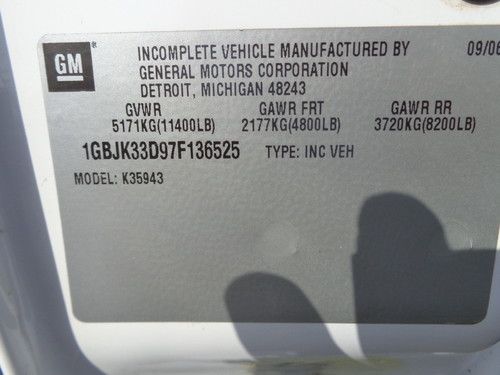 GM
INCOMPLETE VEHICLE MANUFACTURED BY 09/06
GENERAL MOTORS CORPORATION
DETROIT, MICHIGAN 48243
GVWR GAWR FRT GAWR RR
5171KG(11400LB) 2177KG(4800LB) 3720KG(8200LB)
1GBJK33D97F136525 TYPE: INC VEH
MODEL: K35943